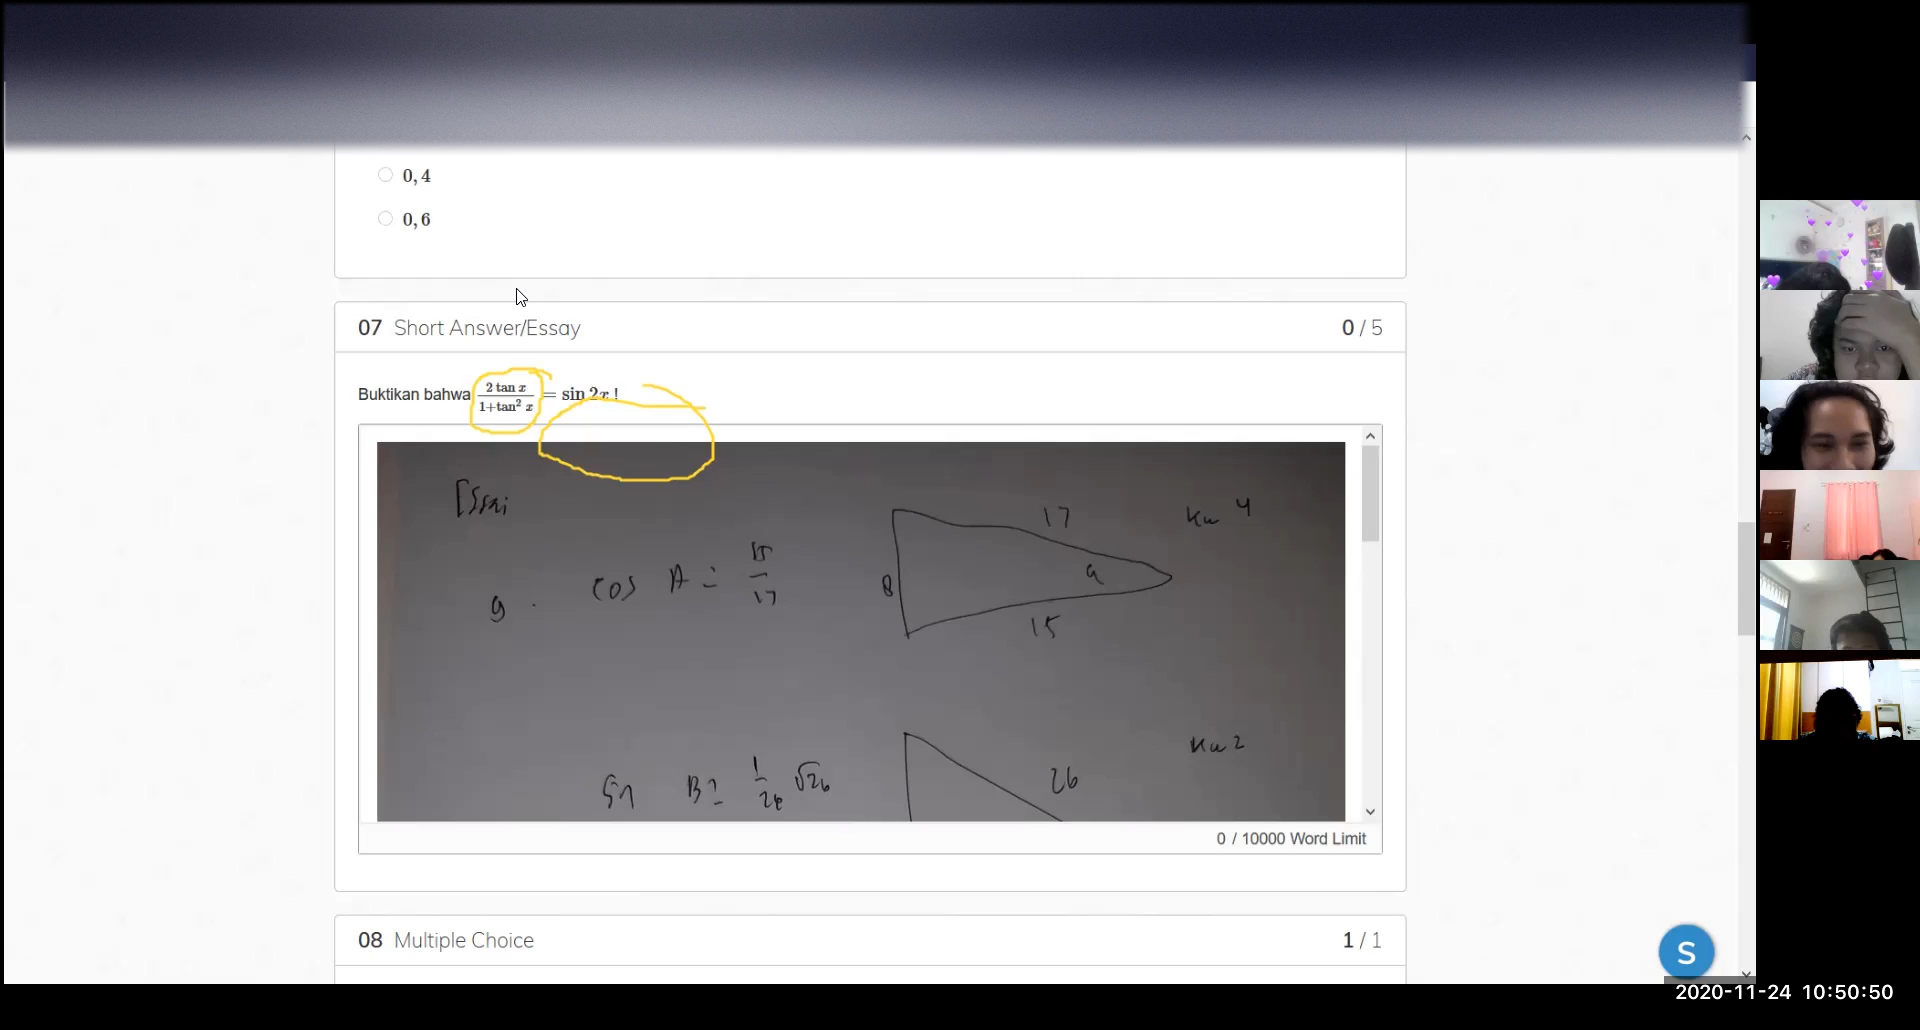 0,4
0,6
07 Short Answer/Essay 0 / 5
Buktikan bahwa 2 tan x / 1+tan² x = sin 2x !
Essai
17 Kw 4
g . cos A = 15/17
8 a
15
Kw 2
B = √26
26
0 / 10000 Word Limit
08 Multiple Choice 1 / 1
S
2020-11-24 10:50:50